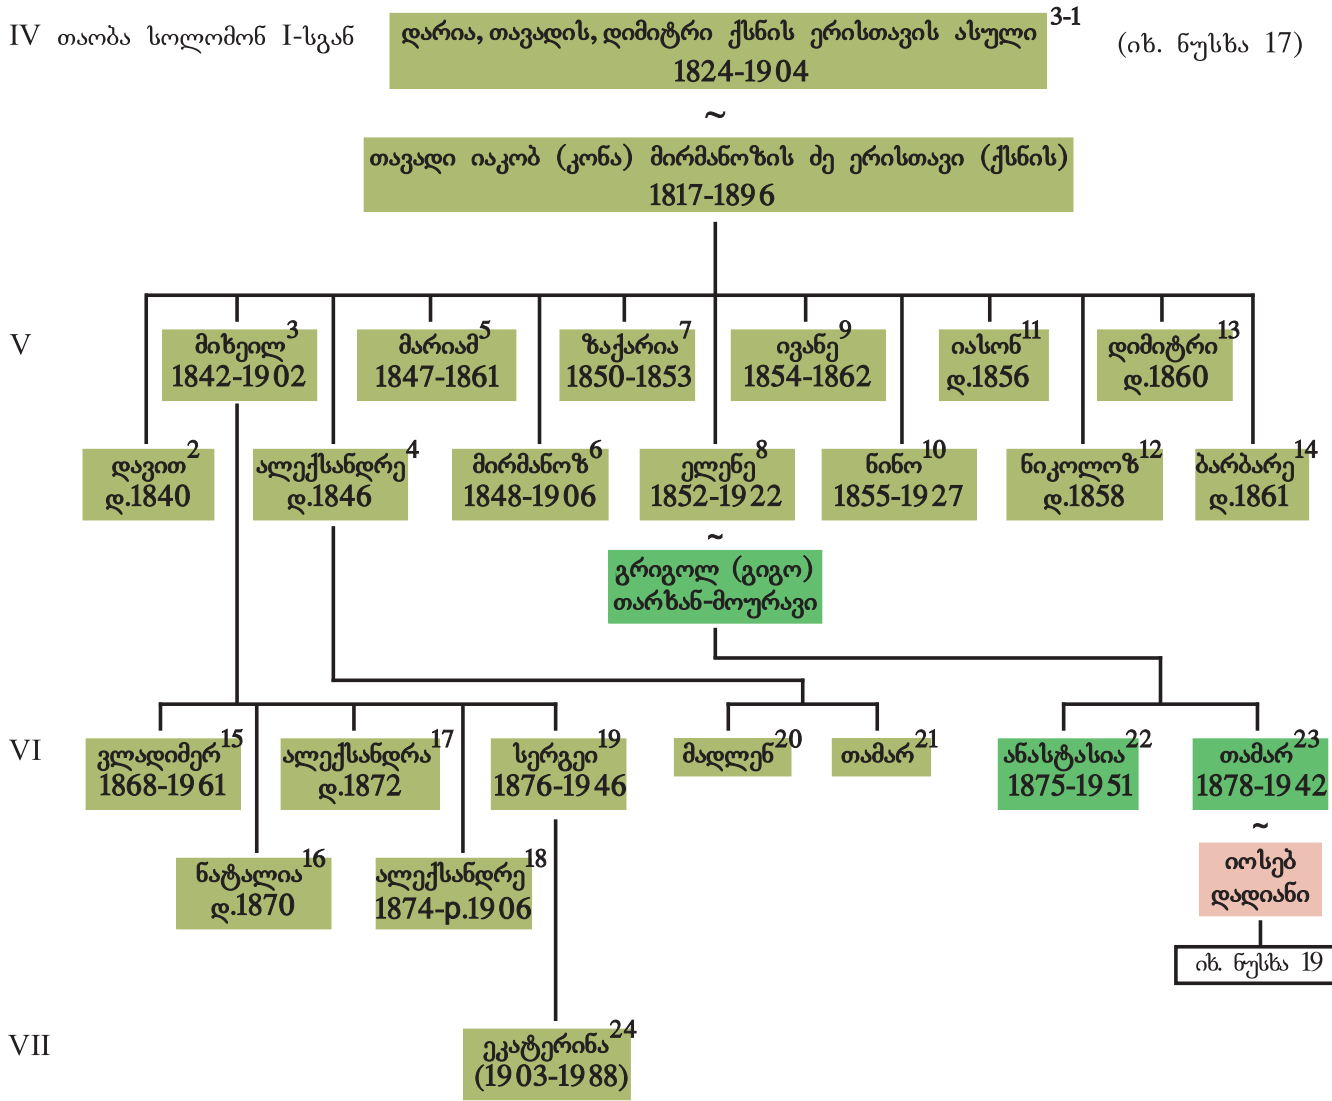 IV თაობა სოლომონ I-სგან
დარია, თავადის, დიმიტრი ქსნის ერისთავის ასული 3-1
1824-1904
(იხ. ნუსხა 17)
~
თავადი იაკობ (კონა) მირმანოზის ძე ერისთავი (ქსნის)
1817-1896
V
მიხეილ 3
1842-1902
მარიამ 5
1847-1861
ზაქარია 7
1850-1853
ივანე 9
1854-1862
იასონ 11
დ.1856
დიმიტრი 13
დ.1860
დავით 2
დ.1840
ალექსანდრე 4
დ.1846
მირმანოზ 6
1848-1906
ელენე 8
1852-1922
ნინო 10
1855-1927
ნიკოლოზ 12
დ.1858
ბარბარე 14
დ.1861
~
გრიგოლ (გიგო)
თარხან-მოურავი
VI
ვლადიმერ 15
1868-1961
ალექსანდრა 17
დ.1872
სერგეი 19
1876-1946
მადლენ 20
თამარ 21
ანასტასია 22
1875-1951
თამარ 23
1878-1942
ნატალია 16
დ.1870
ალექსანდრე 18
1874-p.1906
~
იოსებ
დადიანი
იხ. ნუსხა 19
VII
ეკატერინა 24
(1903-1988)